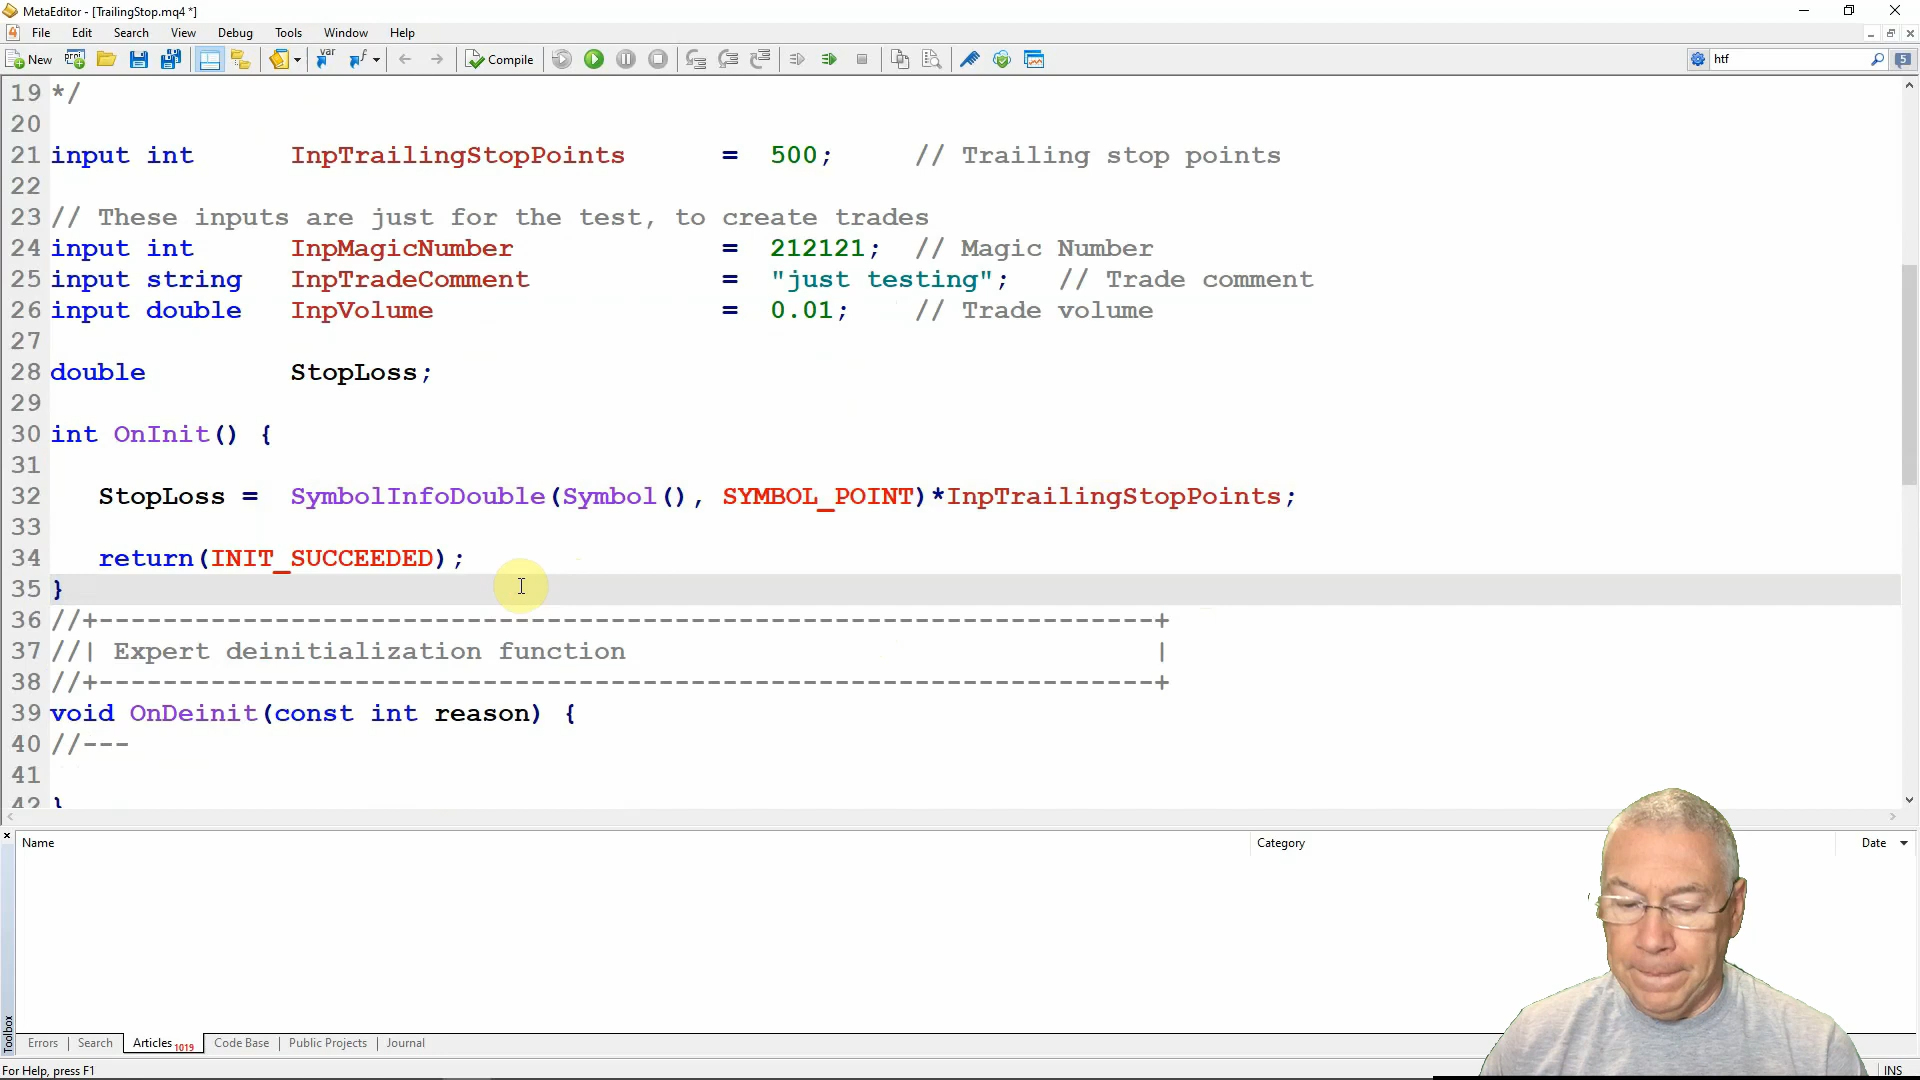 MetaEditor - [TrailingStop.mq4 *]
File Edit Search View Debug Tools Window Help
New var Compile htf 5
19 */
20
21 input int InpTrailingStopPoints = 500; // Trailing stop points
22
23 // These inputs are just for the test, to create trades
24 input int InpMagicNumber = 212121; // Magic Number
25 input string InpTradeComment = "just testing"; // Trade comment
26 input double InpVolume = 0.01; // Trade volume
27
28 double StopLoss;
29
30 int OnInit() {
31
32 StopLoss = SymbolInfoDouble(Symbol(), SYMBOL_POINT)*InpTrailingStopPoints;
33
34 return(INIT_SUCCEEDED);
35 }
36 //+------------------------------------------------------------------+
37 //| Expert deinitialization function |
38 //+------------------------------------------------------------------+
39 void OnDeinit(const int reason) {
40 //---
41
42 }
Name Category Date
Toolbox
Errors Search Articles 1019 Code Base Public Projects Journal
For Help, press F1 INS